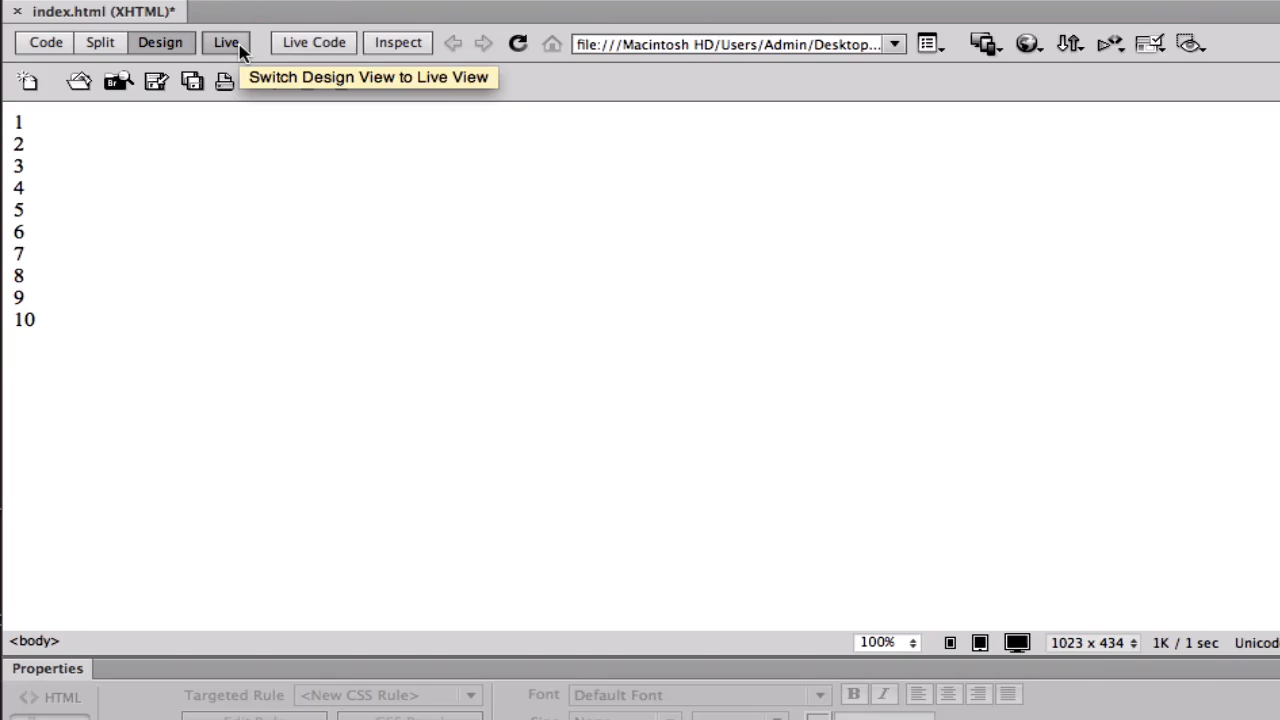 index.html (XHTML)*
Code Split Design Live Live Code Inspect file:///Macintosh HD/Users/Admin/Desktop...
Br
Switch Design View to Live View
1
2
3
4
5
6
7
8
9
10
<body> 100% 1023 x 434 1K / 1 sec
Properties
<> HTML Targeted Rule <New CSS Rule> Font Default Font B I